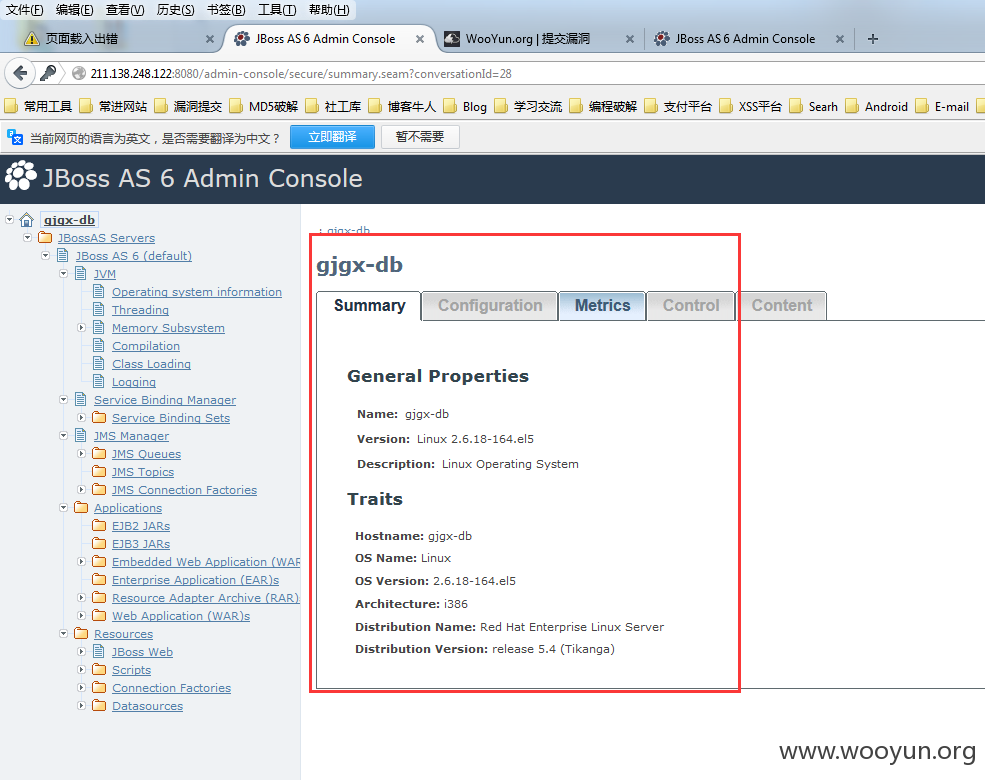 文件(F) 编辑(E) 查看(V) 历史(S) 书签(B) 工具(T) 帮助(H)
页面载入出错 × JBoss AS 6 Admin Console × WooYun.org | 提交漏洞 × JBoss AS 6 Admin Console × +
211.138.248.122:8080/admin-console/secure/summary.seam?conversationId=28
常用工具 常进网站 漏洞提交 MD5破解 社工库 博客牛人 Blog 学习交流 编程破解 支付平台 XSS平台 Searh Android E-mail
当前网页的语言为英文，是否需要翻译为中文？ 立即翻译 暂不需要
JBoss AS 6 Admin Console
gjgx-db
JBossAS Servers
JBoss AS 6 (default)
JVM
Operating system information
Threading
Memory Subsystem
Compilation
Class Loading
Logging
Service Binding Manager
Service Binding Sets
JMS Manager
JMS Queues
JMS Topics
JMS Connection Factories
Applications
EJB2 JARs
EJB3 JARs
Embedded Web Application (WAR
Enterprise Application (EAR)s
Resource Adapter Archive (RAR)
Web Application (WAR)s
Resources
JBoss Web
Scripts
Connection Factories
Datasources
: gjgx-db
gjgx-db
Summary Configuration Metrics Control Content
General Properties
Name: gjgx-db
Version: Linux 2.6.18-164.el5
Description: Linux Operating System
Traits
Hostname: gjgx-db
OS Name: Linux
OS Version: 2.6.18-164.el5
Architecture: i386
Distribution Name: Red Hat Enterprise Linux Server
Distribution Version: release 5.4 (Tikanga)
www.wooyun.org